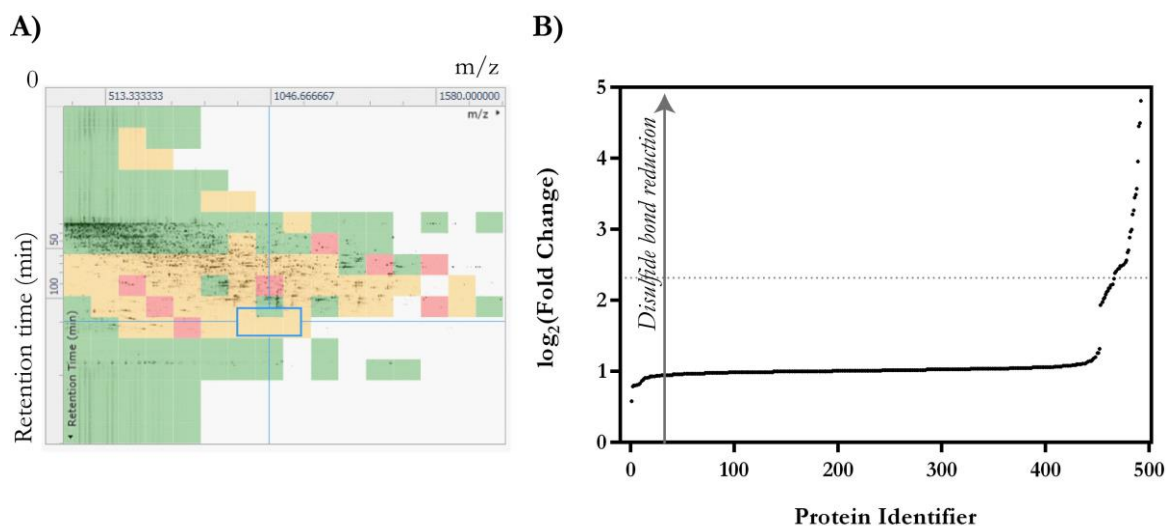 A)
B)
0
m/z
513.333333
1046.666667
1580.000000
m/z
Retention time (min)
50
100
Retention Time (min)
log2(Fold Change)
5
4
3
2
1
0
Disulfide bond reduction
0
100
200
300
400
500
Protein Identifier